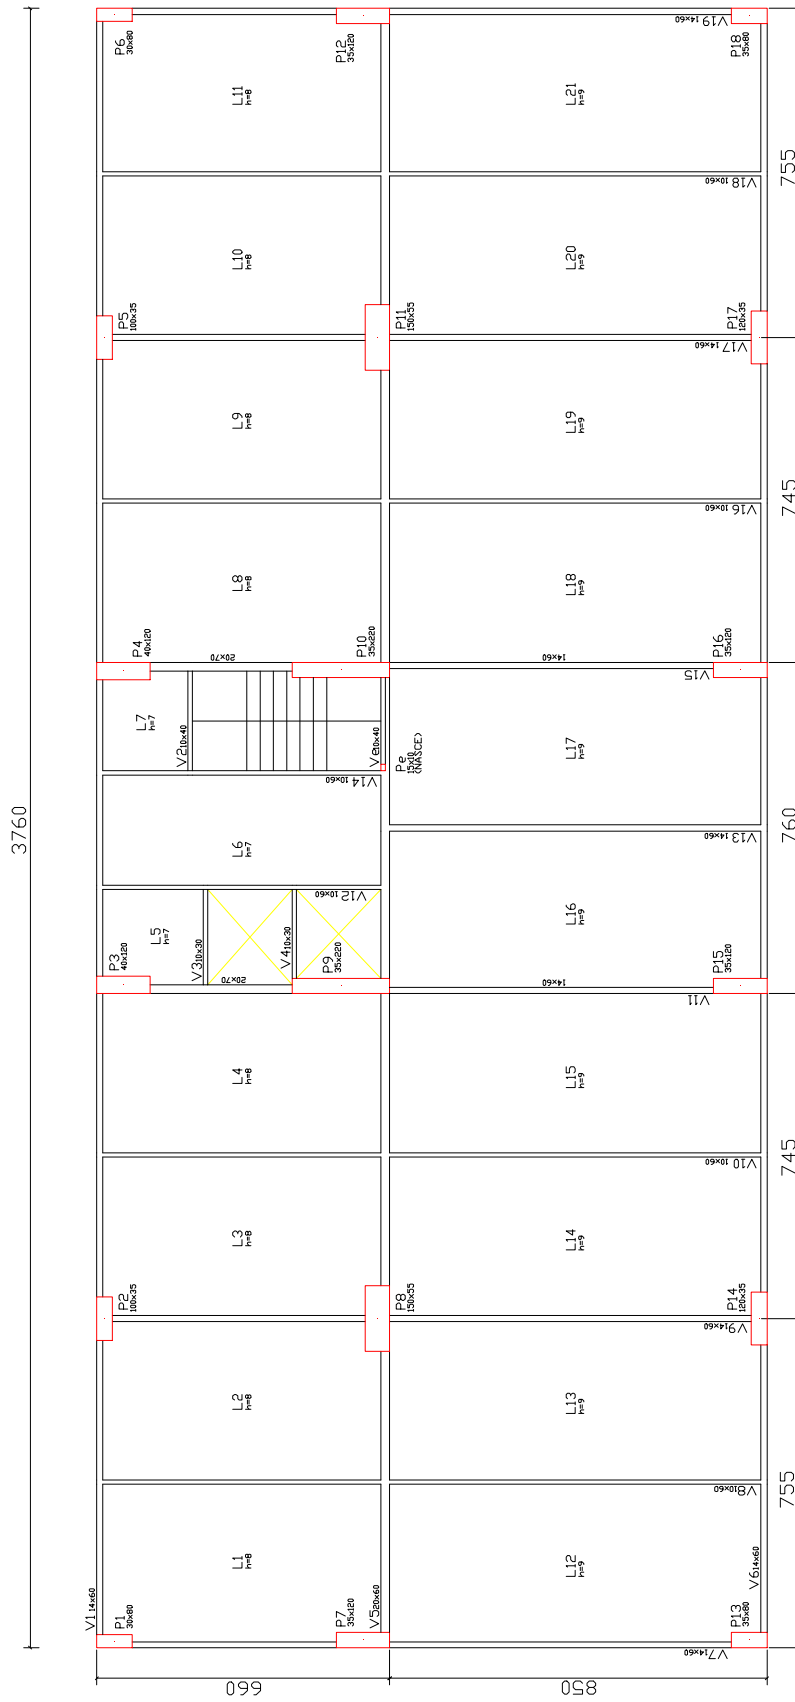 V1 14x60
P1
30x80
L1
h=8
L2
h=8
P2
100x35
L3
h=8
L4
h=8
P3
40x120
L5
h=7
V3 10x30
20x70
V4 10x30
P9
35x220
V12 10x60
L6
h=7
V14 10x60
L7
h=7
V2 10x40
Ve 10x40
Pe
15x10
(NASCE)
P4
40x120
20x70
P10
35x220
L8
h=8
L9
h=8
P5
100x35
L10
h=8
L11
h=8
P6
30x80
P12
35x120
P7
35x120
V5 20x60
L12
h=9
P13
35x80
V6 14x60
V7 14x60
V8 10x60
L13
h=9
P8
150x55
P14
120x35
V9 14x60
L14
h=9
V10 10x60
L15
h=9
V11
14x60
P15
35x120
L16
h=9
V13 14x60
L17
h=9
V15
14x60
P16
35x120
L18
h=9
V16 10x60
L19
h=9
V17 14x60
P11
150x55
P17
120x35
L20
h=9
V18 10x60
L21
h=9
V19 14x60
P18
35x80
3760
755
745
760
745
755
660
850